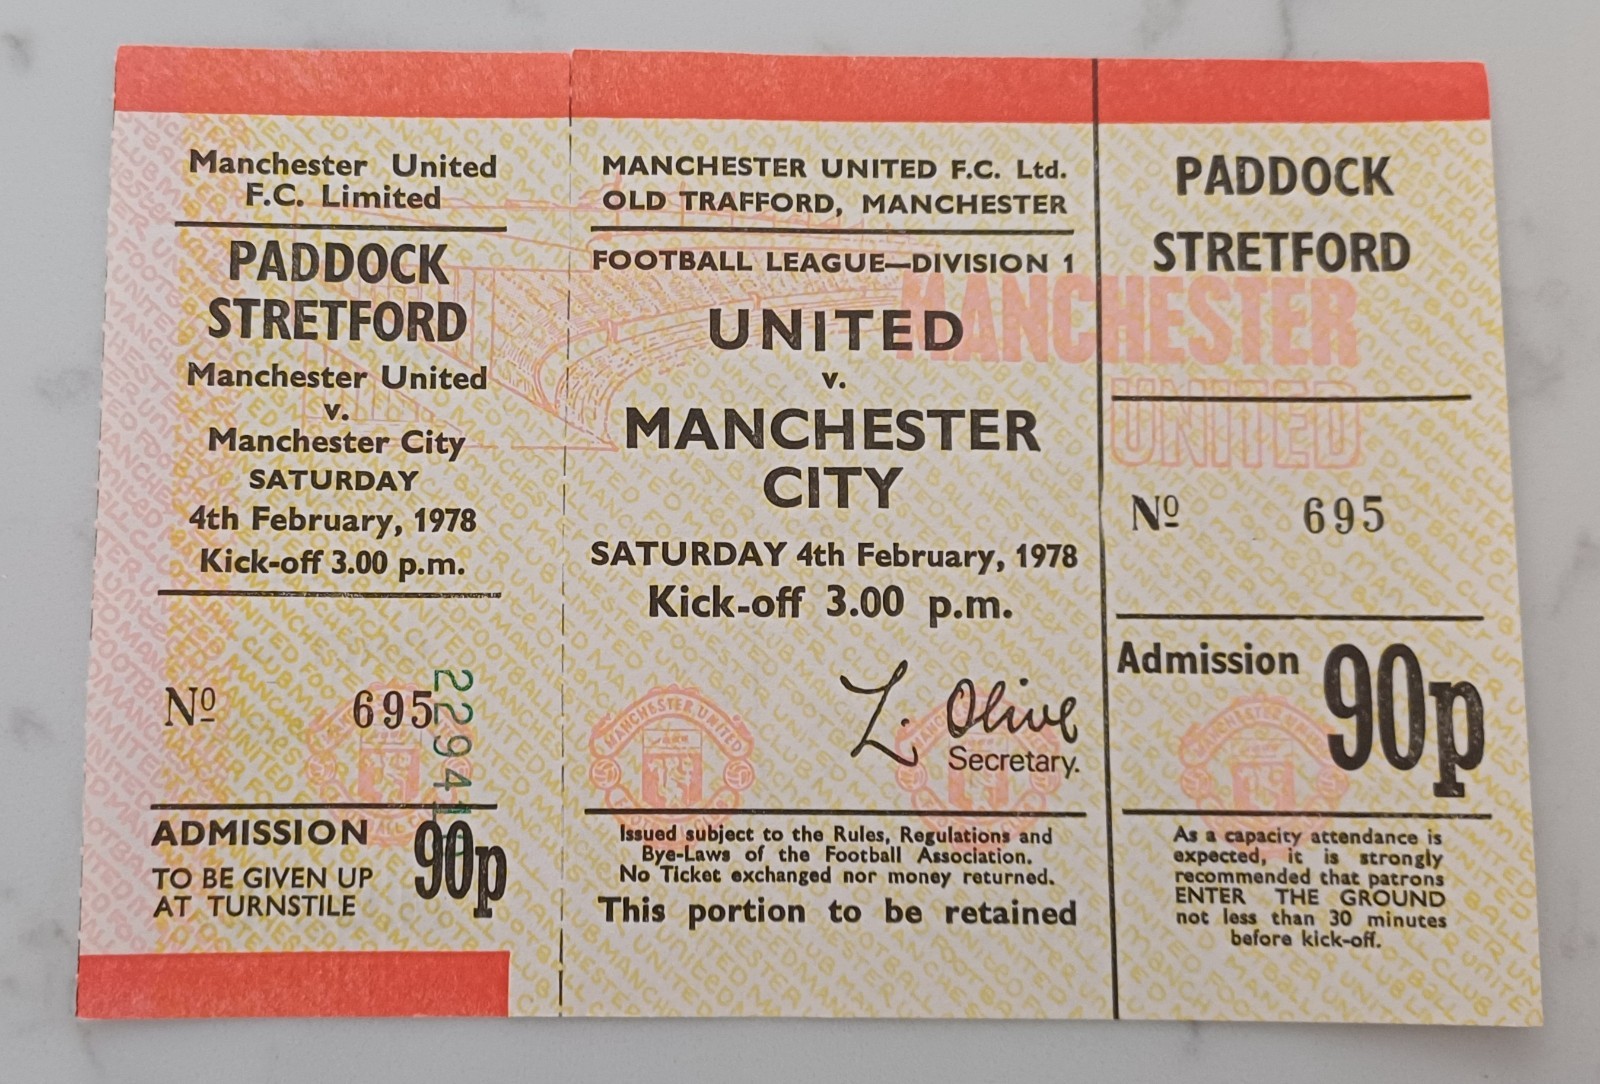 Manchester United
F.C. Limited
PADDOCK
STRETFORD
Manchester United
v.
Manchester City
SATURDAY
4th February, 1978
Kick-off 3.00 p.m.
Nº 695
ADMISSION 90p
TO BE GIVEN UP
AT TURNSTILE
MANCHESTER UNITED F.C. Ltd.
OLD TRAFFORD, MANCHESTER
FOOTBALL LEAGUE—DIVISION 1
UNITED
v.
MANCHESTER
CITY
SATURDAY 4th February, 1978
Kick-off 3.00 p.m.
L. Olive
Secretary.
MANCHESTER UNITED
Issued subject to the Rules, Regulations and
Bye-Laws of the Football Association.
No Ticket exchanged nor money returned.
This portion to be retained
PADDOCK
STRETFORD
MANCHESTER
UNITED
Nº 695
Admission 90p
As a capacity attendance is
expected, it is strongly
recommended that patrons
ENTER THE GROUND
not less than 30 minutes
before kick-off.